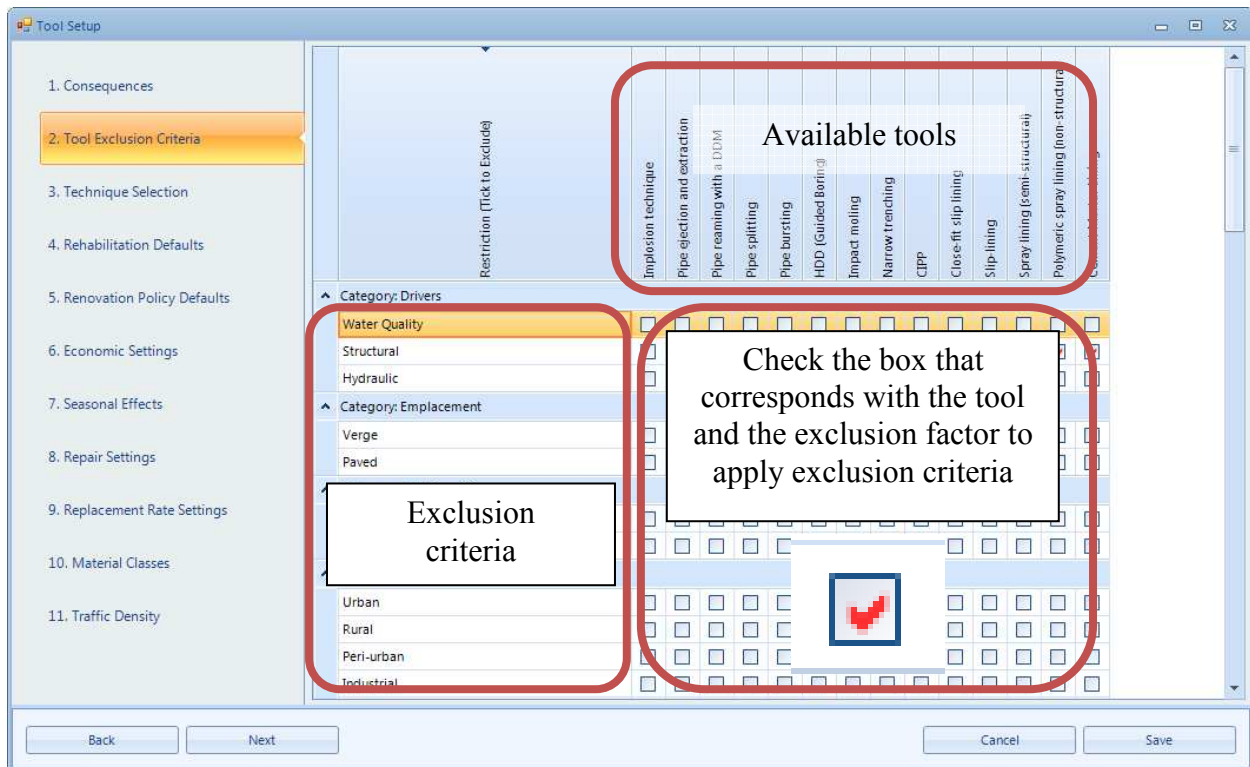 Tool Setup
1. Consequences
2. Tool Exclusion Criteria
3. Technique Selection
4. Rehabilitation Defaults
5. Renovation Policy Defaults
6. Economic Settings
7. Seasonal Effects
8. Repair Settings
9. Replacement Rate Settings
10. Material Classes
11. Traffic Density
Restriction (Tick to Exclude)
Implosion technique
Pipe ejection and extraction
Pipe reaming with a DDM
Pipe splitting
Pipe bursting
HDD (Guided Boring)
Impact moling
Narrow trenching
CIPP
Close-fit slip lining
Slip-lining
Spray lining (semi-structural)
Polymeric spray lining (non-structura
Available tools
Category: Drivers
Water Quality
Structural
Hydraulic
Category: Emplacement
Verge
Paved
Exclusion
criteria
Urban
Rural
Peri-urban
Industrial
Check the box that
corresponds with the tool
and the exclusion factor to
apply exclusion criteria
Back
Next
Cancel
Save